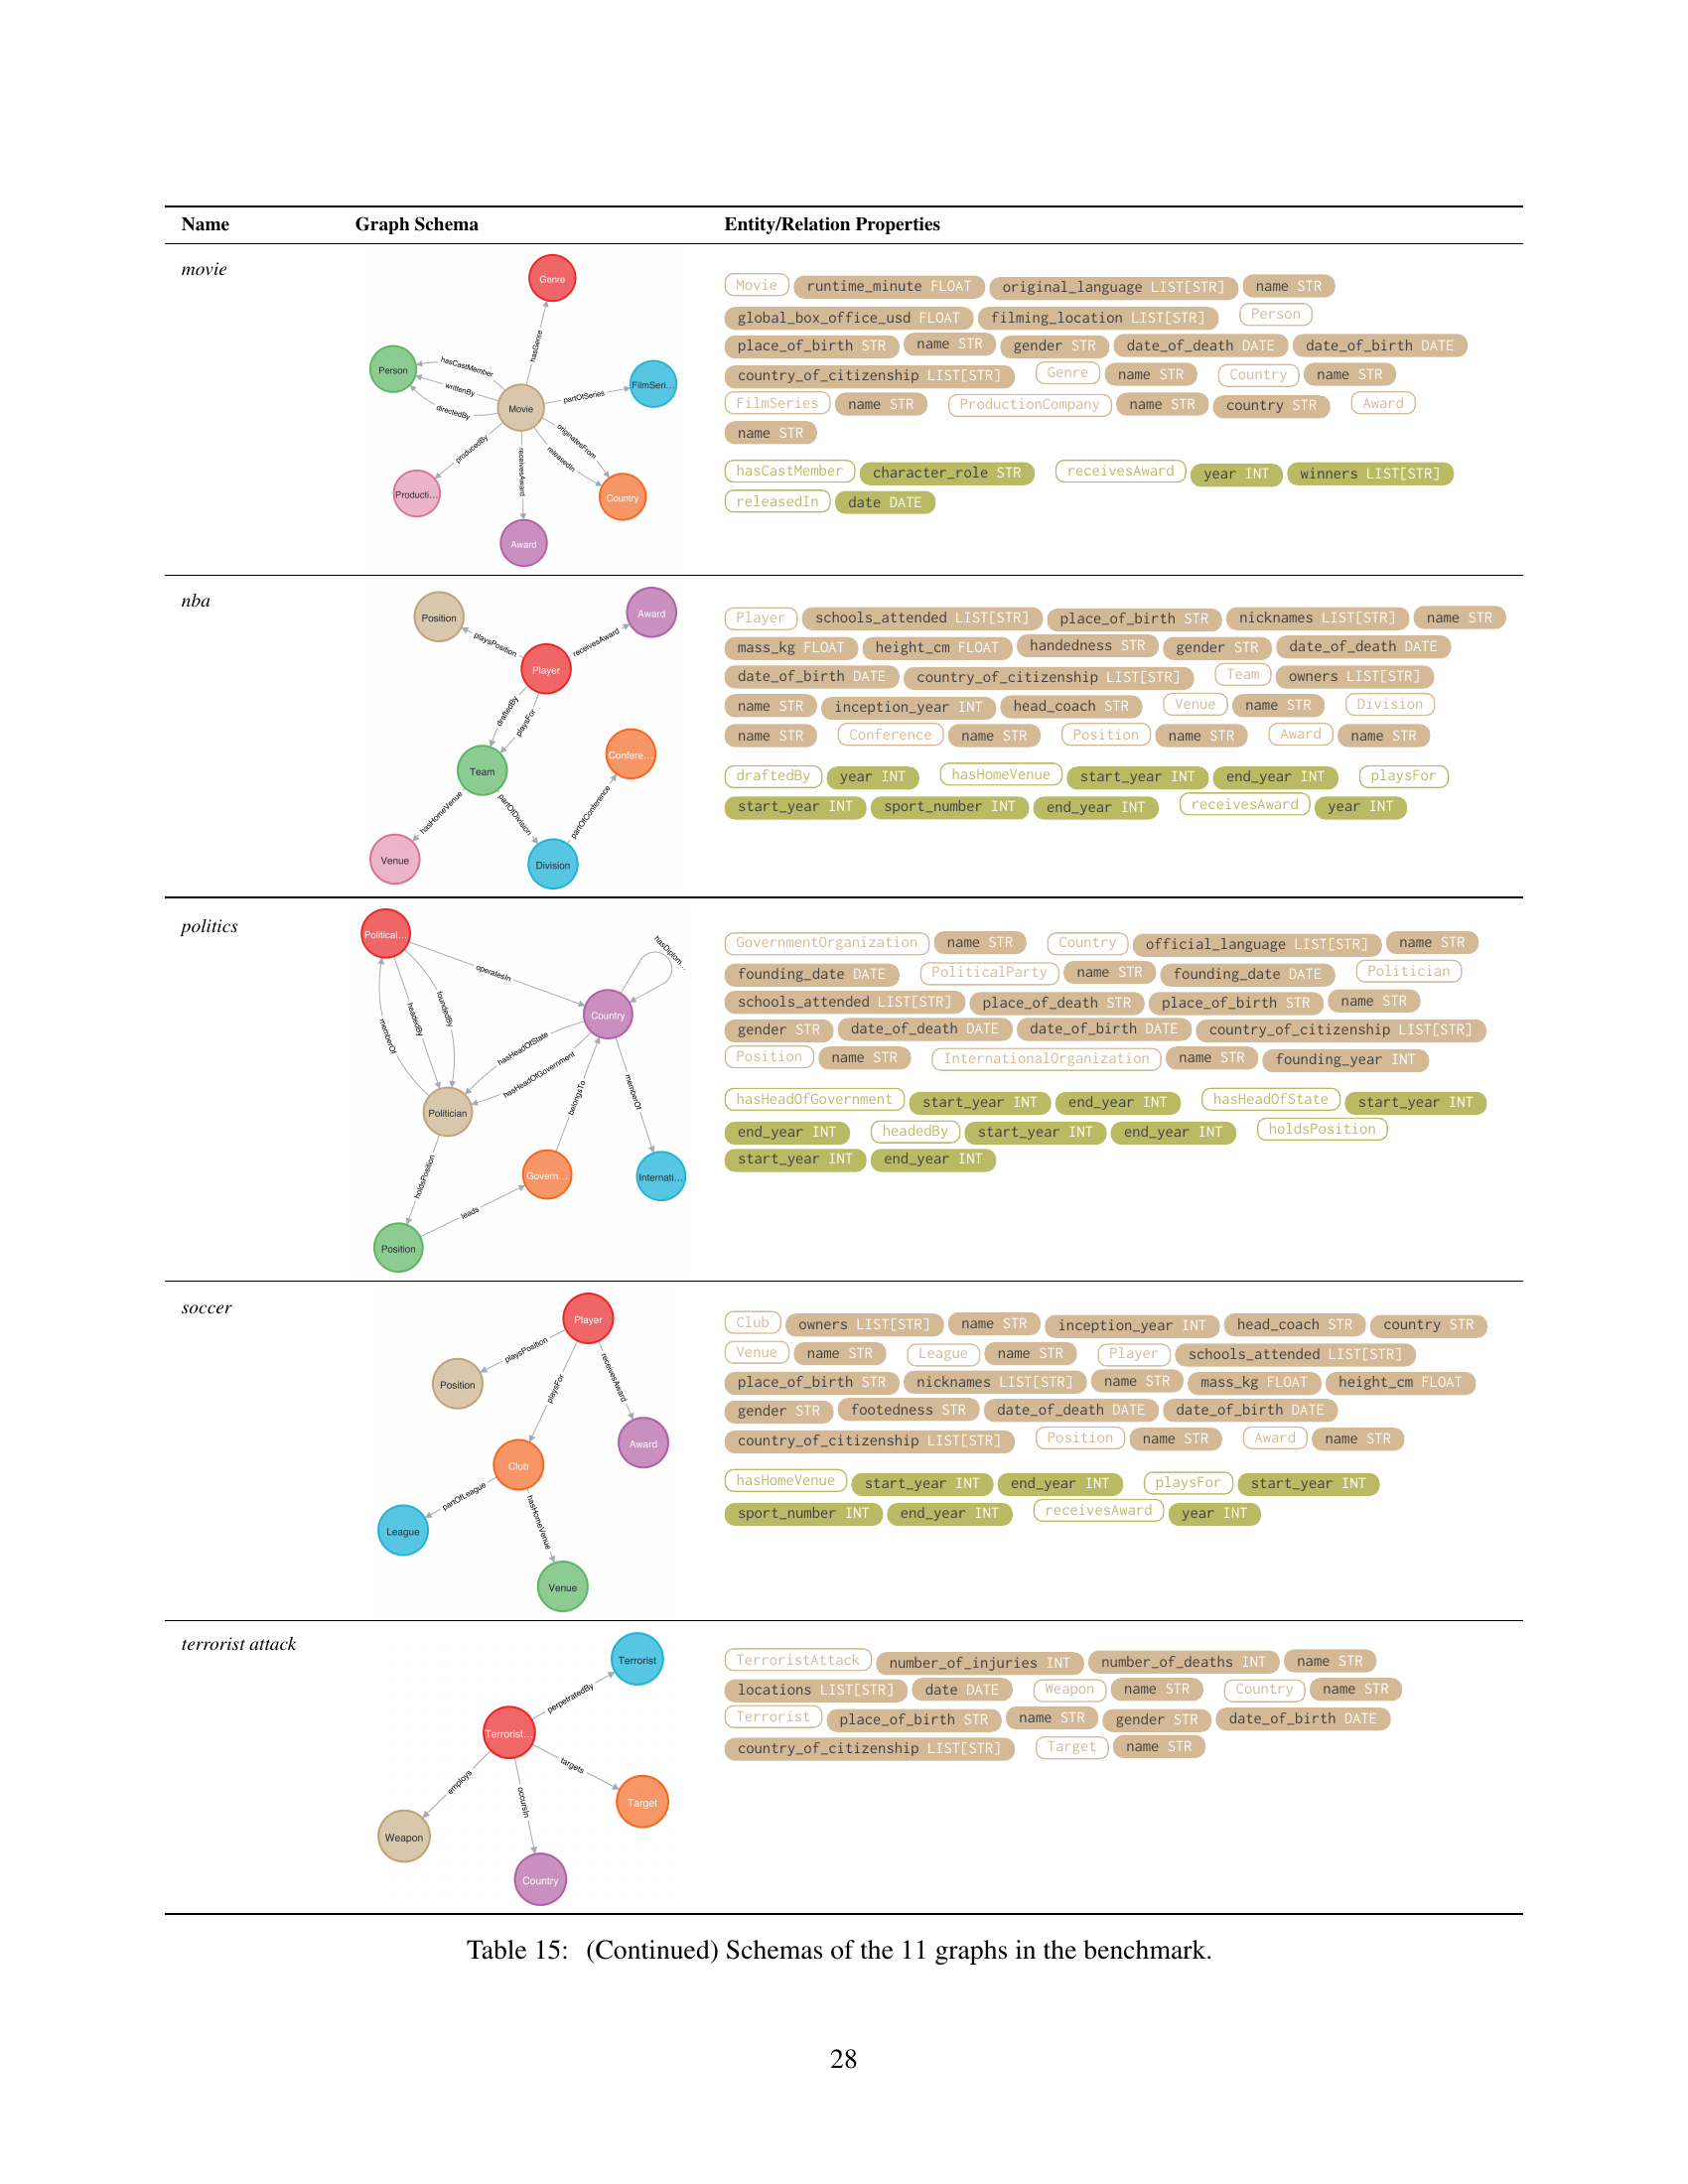 Name Graph Schema Entity/Relation Properties
movie
Genre
hasGenre
Person
hasCastMember
writtenBy
directedBy
Movie
partOfSeries
FilmSeri...
producedBy
receivesAward
releasedIn
originatesFrom
Producti...
Country
Award
Movie runtime_minute FLOAT original_language LIST[STR] name STR
global_box_office_usd FLOAT filming_location LIST[STR] Person
place_of_birth STR name STR gender STR date_of_death DATE date_of_birth DATE
country_of_citizenship LIST[STR] Genre name STR Country name STR
FilmSeries name STR ProductionCompany name STR country STR Award
name STR
hasCastMember character_role STR receivesAward year INT winners LIST[STR]
releasedIn date DATE
nba
Position
Award
playsPosition
receivesAward
Player
draftedBy
playsFor
Confere...
Team
hasHomeVenue
partOfDivision
partOfConference
Venue
Division
Player schools_attended LIST[STR] place_of_birth STR nicknames LIST[STR] name STR
mass_kg FLOAT height_cm FLOAT handedness STR gender STR date_of_death DATE
date_of_birth DATE country_of_citizenship LIST[STR] Team owners LIST[STR]
name STR inception_year INT head_coach STR Venue name STR Division
name STR Conference name STR Position name STR Award name STR
draftedBy year INT hasHomeVenue start_year INT end_year INT playsFor
start_year INT sport_number INT end_year INT receivesAward year INT
politics
Political...
hasDiplom...
operatesIn
memberOf
headedBy
foundedBy
Country
hasHeadOfState
hasHeadOfGovernment
belongsTo
memberOf
Politician
holdsPosition
Govern...
Internati...
leads
Position
GovernmentOrganization name STR Country official_language LIST[STR] name STR
founding_date DATE PoliticalParty name STR founding_date DATE Politician
schools_attended LIST[STR] place_of_death STR place_of_birth STR name STR
gender STR date_of_death DATE date_of_birth DATE country_of_citizenship LIST[STR]
Position name STR InternationalOrganization name STR founding_year INT
hasHeadOfGovernment start_year INT end_year INT hasHeadOfState start_year INT
end_year INT headedBy start_year INT end_year INT holdsPosition
start_year INT end_year INT
soccer
Player
playsPosition
playsFor
receivesAward
Position
Award
Club
partOfLeague
hasHomeVenue
League
Venue
Club owners LIST[STR] name STR inception_year INT head_coach STR country STR
Venue name STR League name STR Player schools_attended LIST[STR]
place_of_birth STR nicknames LIST[STR] name STR mass_kg FLOAT height_cm FLOAT
gender STR footedness STR date_of_death DATE date_of_birth DATE
country_of_citizenship LIST[STR] Position name STR Award name STR
hasHomeVenue start_year INT end_year INT playsFor start_year INT
sport_number INT end_year INT receivesAward year INT
terrorist attack
Terrorist
perpetratedBy
Terrorist...
employs
occursIn
targets
Target
Weapon
Country
TerroristAttack number_of_injuries INT number_of_deaths INT name STR
locations LIST[STR] date DATE Weapon name STR Country name STR
Terrorist place_of_birth STR name STR gender STR date_of_birth DATE
country_of_citizenship LIST[STR] Target name STR
Table 15: (Continued) Schemas of the 11 graphs in the benchmark.
28